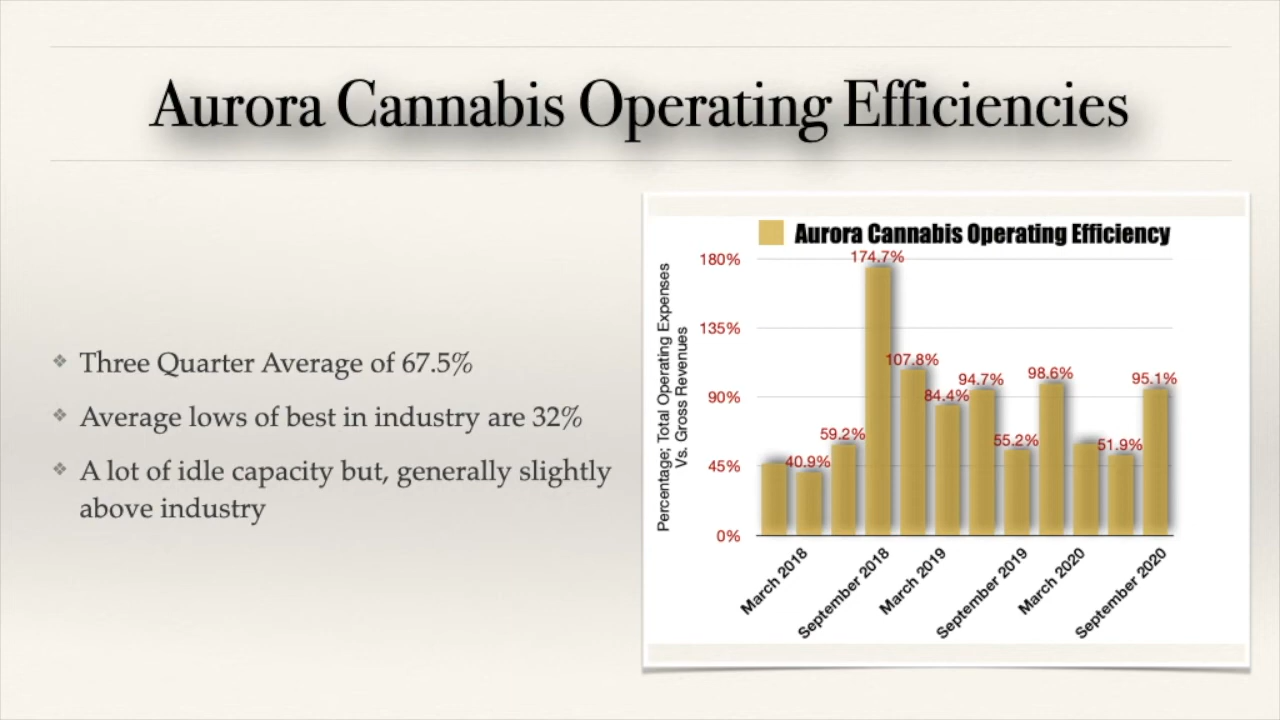 Aurora Cannabis Operating Efficiencies
Three Quarter Average of 67.5%
Average lows of best in industry are 32%
A lot of idle capacity but, generally slightly
above industry
Aurora Cannabis Operating Efficiency
Percentage; Total Operating Expenses
Vs. Gross Revenues
180%
135%
90%
45%
0%
40.9%
59.2%
174.7%
107.8%
84.4%
94.7%
55.2%
98.6%
51.9%
95.1%
March 2018
September 2018
March 2019
September 2019
March 2020
September 2020